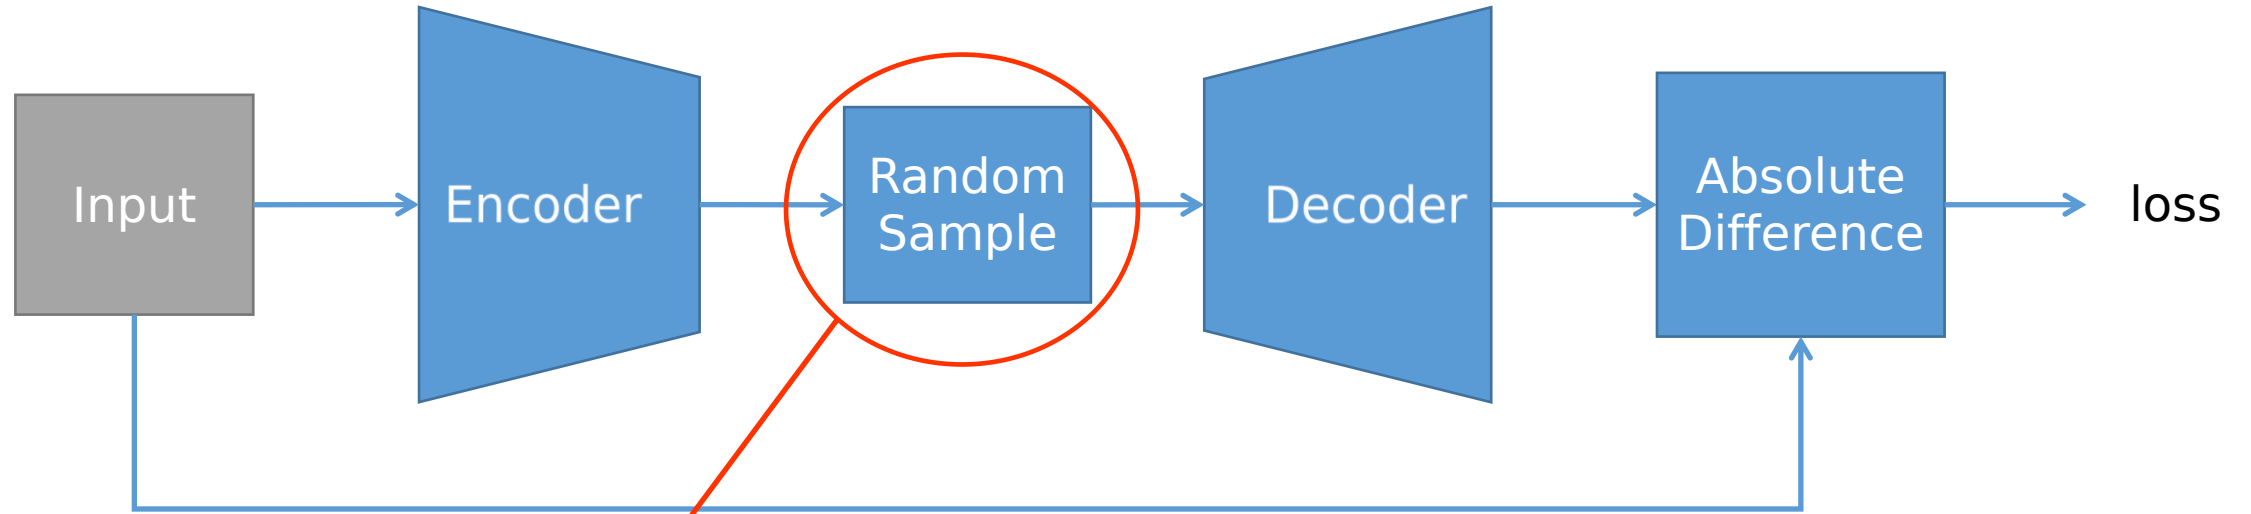 Input
Encoder
Random
Sample
Decoder
Absolute
Difference
loss